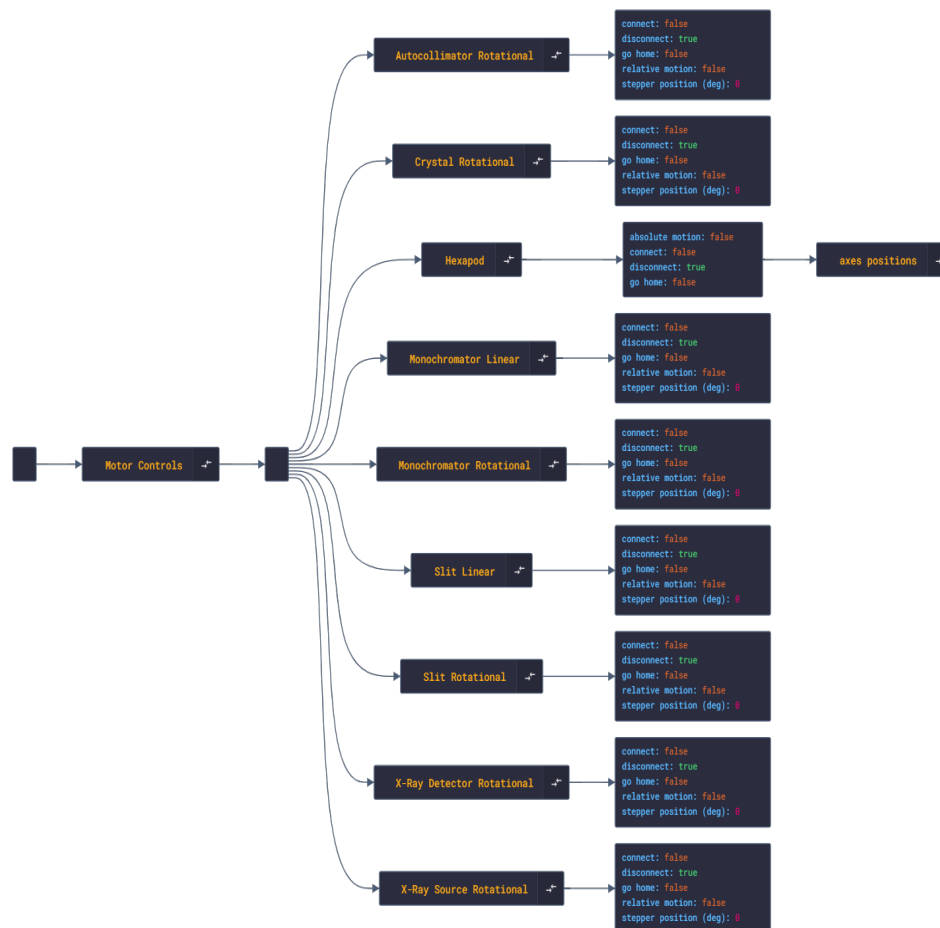 Motor Controls
Autocollimator Rotational
connect: false
disconnect: true
go home: false
relative motion: false
stepper position (deg): 0
Crystal Rotational
connect: false
disconnect: true
go home: false
relative motion: false
stepper position (deg): 0
Hexapod
absolute motion: false
connect: false
disconnect: true
go home: false
axes positions
Monochromator Linear
connect: false
disconnect: true
go home: false
relative motion: false
stepper position (deg): 0
Monochromator Rotational
connect: false
disconnect: true
go home: false
relative motion: false
stepper position (deg): 0
Slit Linear
connect: false
disconnect: true
go home: false
relative motion: false
stepper position (deg): 0
Slit Rotational
connect: false
disconnect: true
go home: false
relative motion: false
stepper position (deg): 0
X-Ray Detector Rotational
connect: false
disconnect: true
go home: false
relative motion: false
stepper position (deg): 0
X-Ray Source Rotational
connect: false
disconnect: true
go home: false
relative motion: false
stepper position (deg): 0